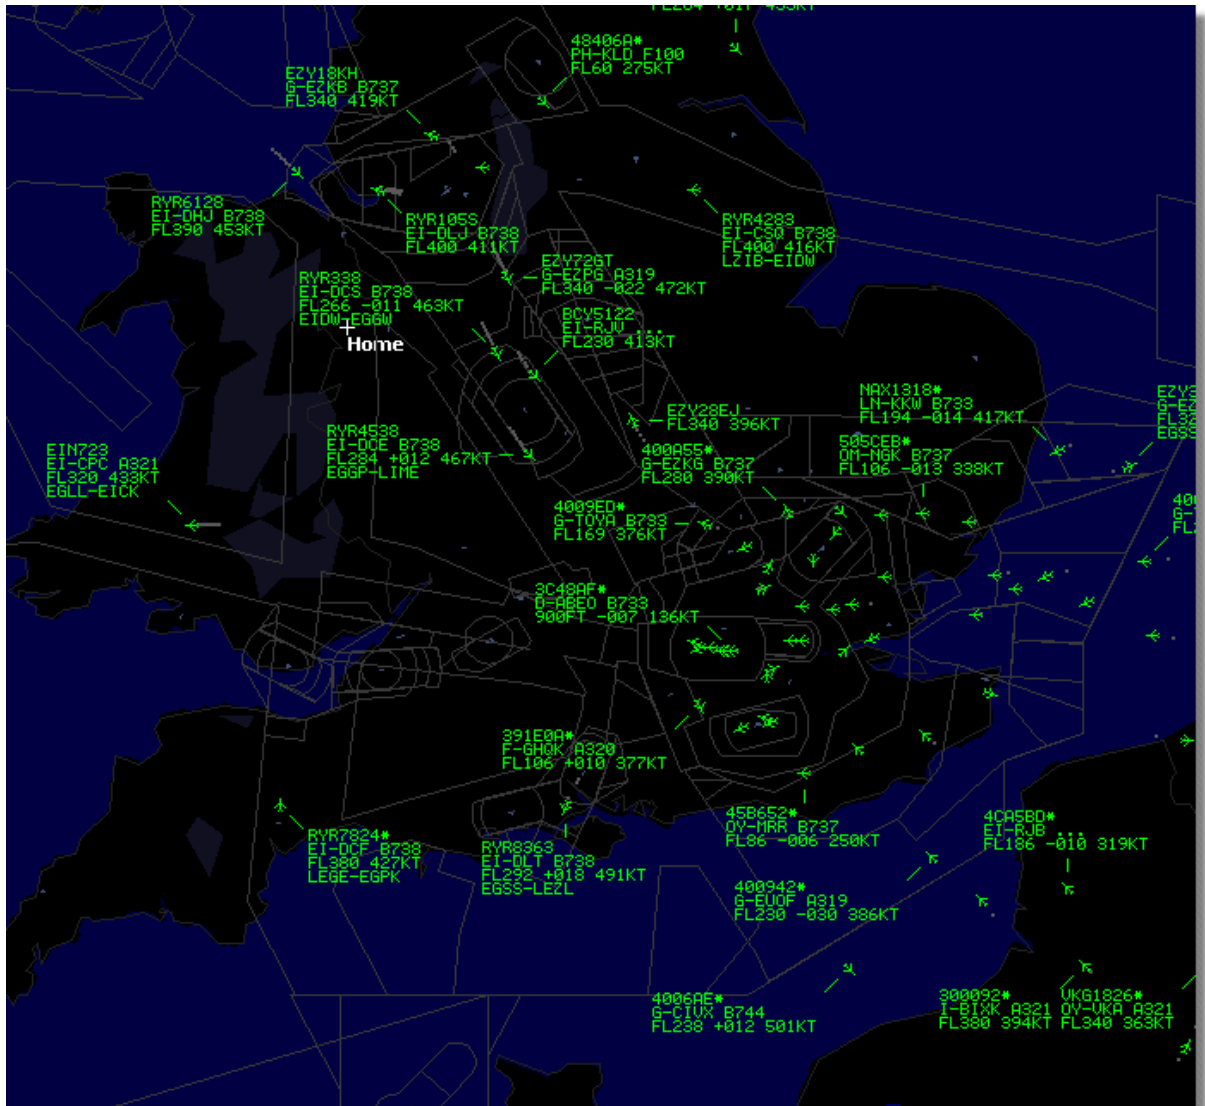 FL284 +017 453KT
48406A*
PH-KLD F100
FL60 275KT
EZY18KH
G-EZKB B737
FL340 419KT
RYR6128
EI-DHJ B738
FL390 453KT
RYR105S
EI-DLJ B738
FL400 411KT
RYR4283
EI-CSQ B738
FL400 416KT
LZIB-EIDW
EZY72GT
G-EZPG A319
FL340 -022 472KT
RYR338
EI-DCS B738
FL266 -011 463KT
EIDW-EGGW
Home
BCY5122
EI-RJV ...
FL230 413KT
NAX1318*
LN-KKW B733
FL194 -014 417KT
EZY28EJ
FL340 396KT
RYR4538
EI-DCE B738
FL284 +012 467KT
EGGP-LIME
400A55*
G-EZKG B737
FL280 390KT
505CEB*
OM-NGK B737
FL106 -013 338KT
EIN723
EI-CPC A321
FL320 433KT
EGLL-EICK
4009ED*
G-TOYA B733
FL169 376KT
3C48AF*
D-ABEO B733
900FT -007 136KT
391E0A*
F-GHQK A320
FL106 +010 377KT
45B652*
OY-MRR B737
FL86 -006 250KT
4CA5BD*
EI-RJB ...
FL186 -010 319KT
RYR7824*
EI-DCF B738
FL380 427KT
LEGE-EGPK
RYR8363
EI-DLT B738
FL292 +018 491KT
EGSS-LEZL
400942*
G-EUOF A319
FL230 -030 386KT
4006AE*
G-CIVX B744
FL238 +012 501KT
300092*
I-BIXK A321
FL380 394KT
VKG1826*
OY-VKA A321
FL340 363KT